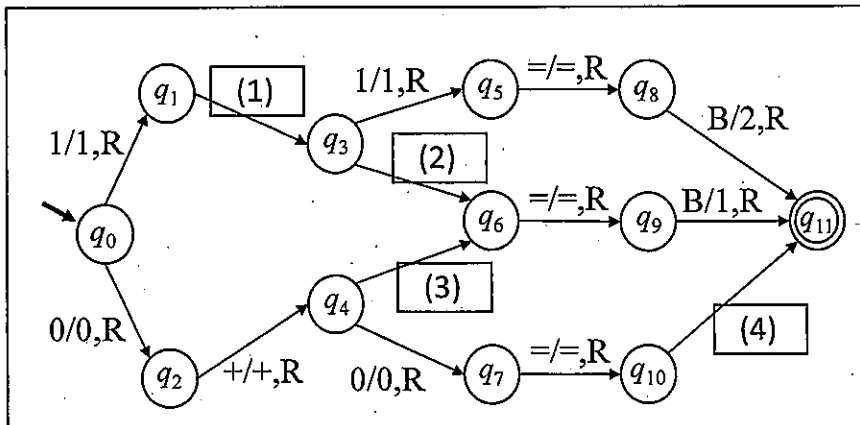 1/1,R
=/=,R
q1
(1)
q5
q8
B/2,R
1/1,R
q3
(2)
q0
q6
=/=,R
q9
B/1,R
q11
q4
(3)
0/0,R
(4)
q2
+/+,R
0/0,R
q7
=/=,R
q10